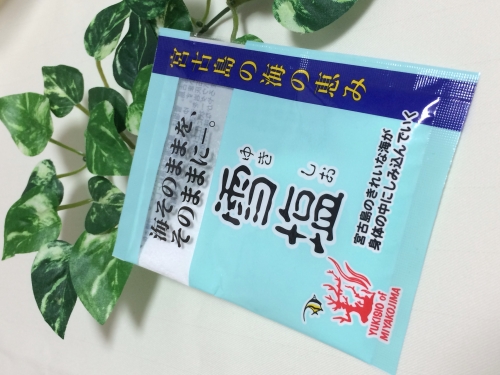 宮古島の海の恵み
海そのままを、
そのままに―。
ゆき しお
雪塩
宮古島のきれいな海が
身体の中にしみ込んでいく
YUKISIO of
MIYAKOJIMA